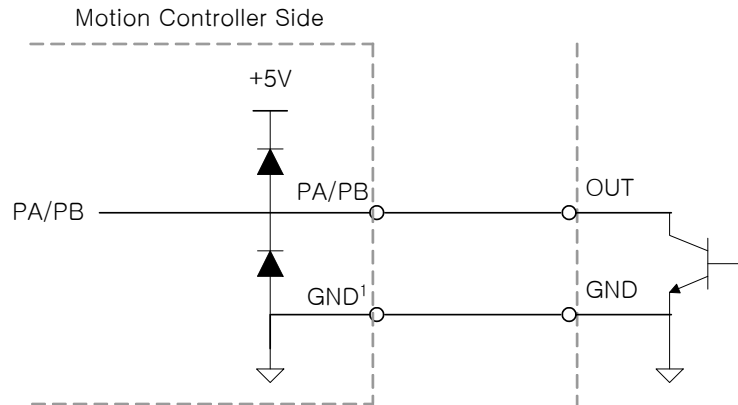 Motion Controller Side
+5V
PA/PB
OUT
PA/PB
GND¹
GND